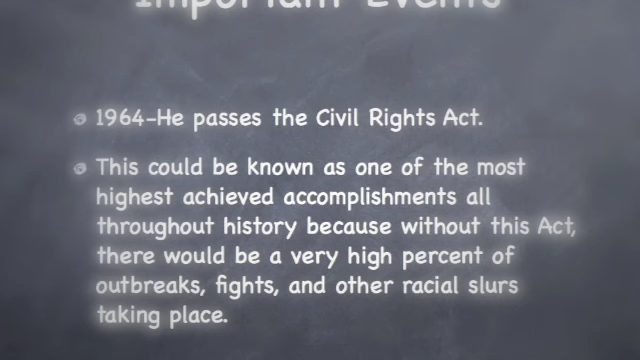 Important Events
1964-He passes the Civil Rights Act.
This could be known as one of the most
highest achieved accomplishments all
throughout history because without this Act,
there would be a very high percent of
outbreaks, fights, and other racial slurs
taking place.